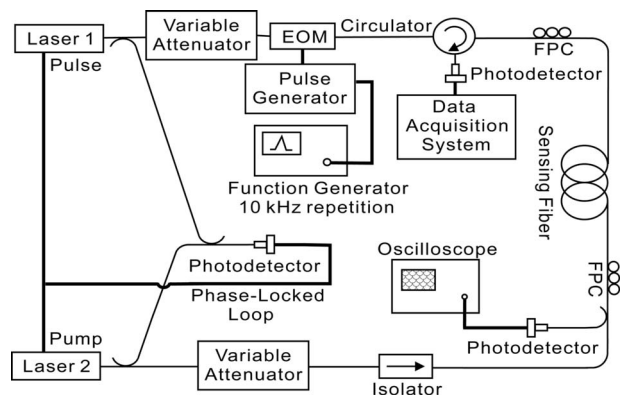 Laser 1
Pulse
Variable
Attenuator
EOM
Circulator
FPC
Pulse
Generator
Photodetector
Data
Acquisition
System
Function Generator
10 kHz repetition
Sensing Fiber
Photodetector
Phase-Locked
Loop
Oscilloscope
FPC
Photodetector
Pump
Laser 2
Variable
Attenuator
Isolator